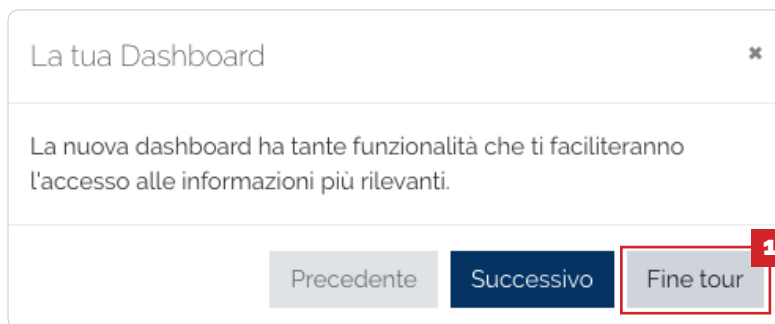 La tua Dashboard
×
La nuova dashboard ha tante funzionalità che ti faciliteranno
l'accesso alle informazioni più rilevanti.
1
Precedente Successivo Fine tour